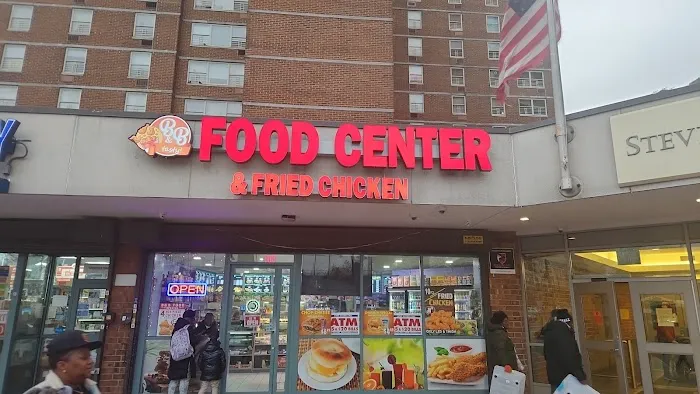 B&B
FOOD CENTER
& FRIED CHICKEN
STEV
OPEN
ATM
ATM
FRIED
CHICKEN